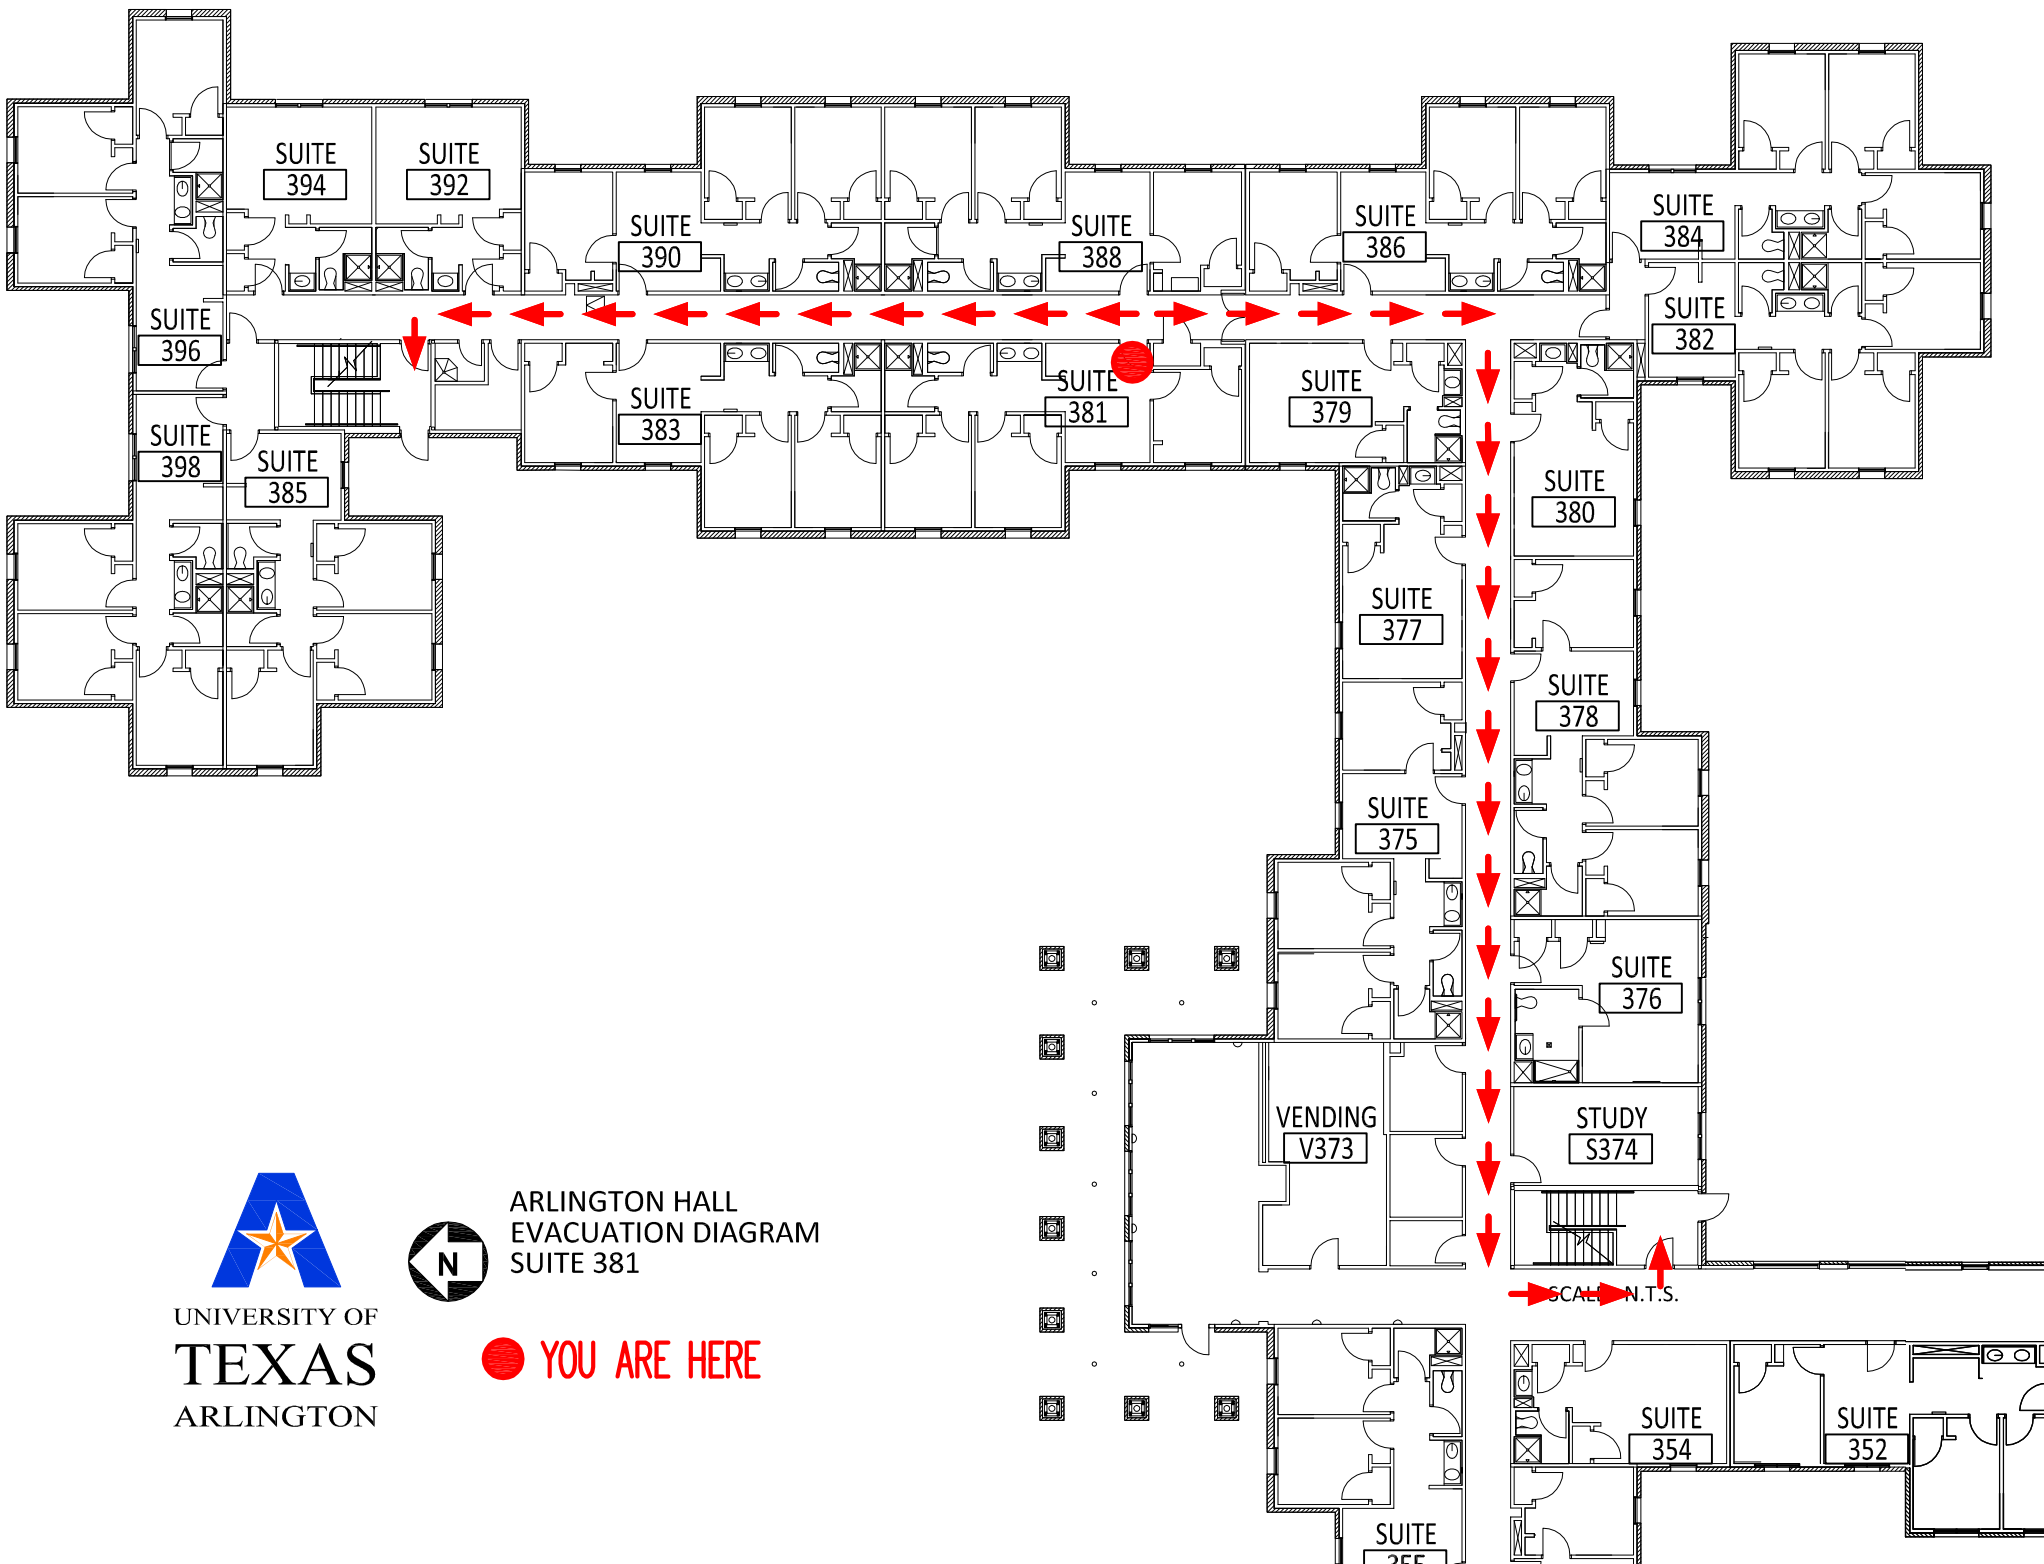 SUITE
394
SUITE
392
SUITE
390
SUITE
388
SUITE
386
SUITE
384
SUITE
396
SUITE
382
SUITE
398
SUITE
385
SUITE
383
SUITE
381
SUITE
379
SUITE
380
SUITE
377
SUITE
378
SUITE
375
SUITE
376
VENDING
V373
STUDY
S374
SCALE N.T.S.
ARLINGTON HALL
EVACUATION DIAGRAM
SUITE 381
N
YOU ARE HERE
UNIVERSITY OF
TEXAS
ARLINGTON
SUITE
354
SUITE
352
SUITE
355